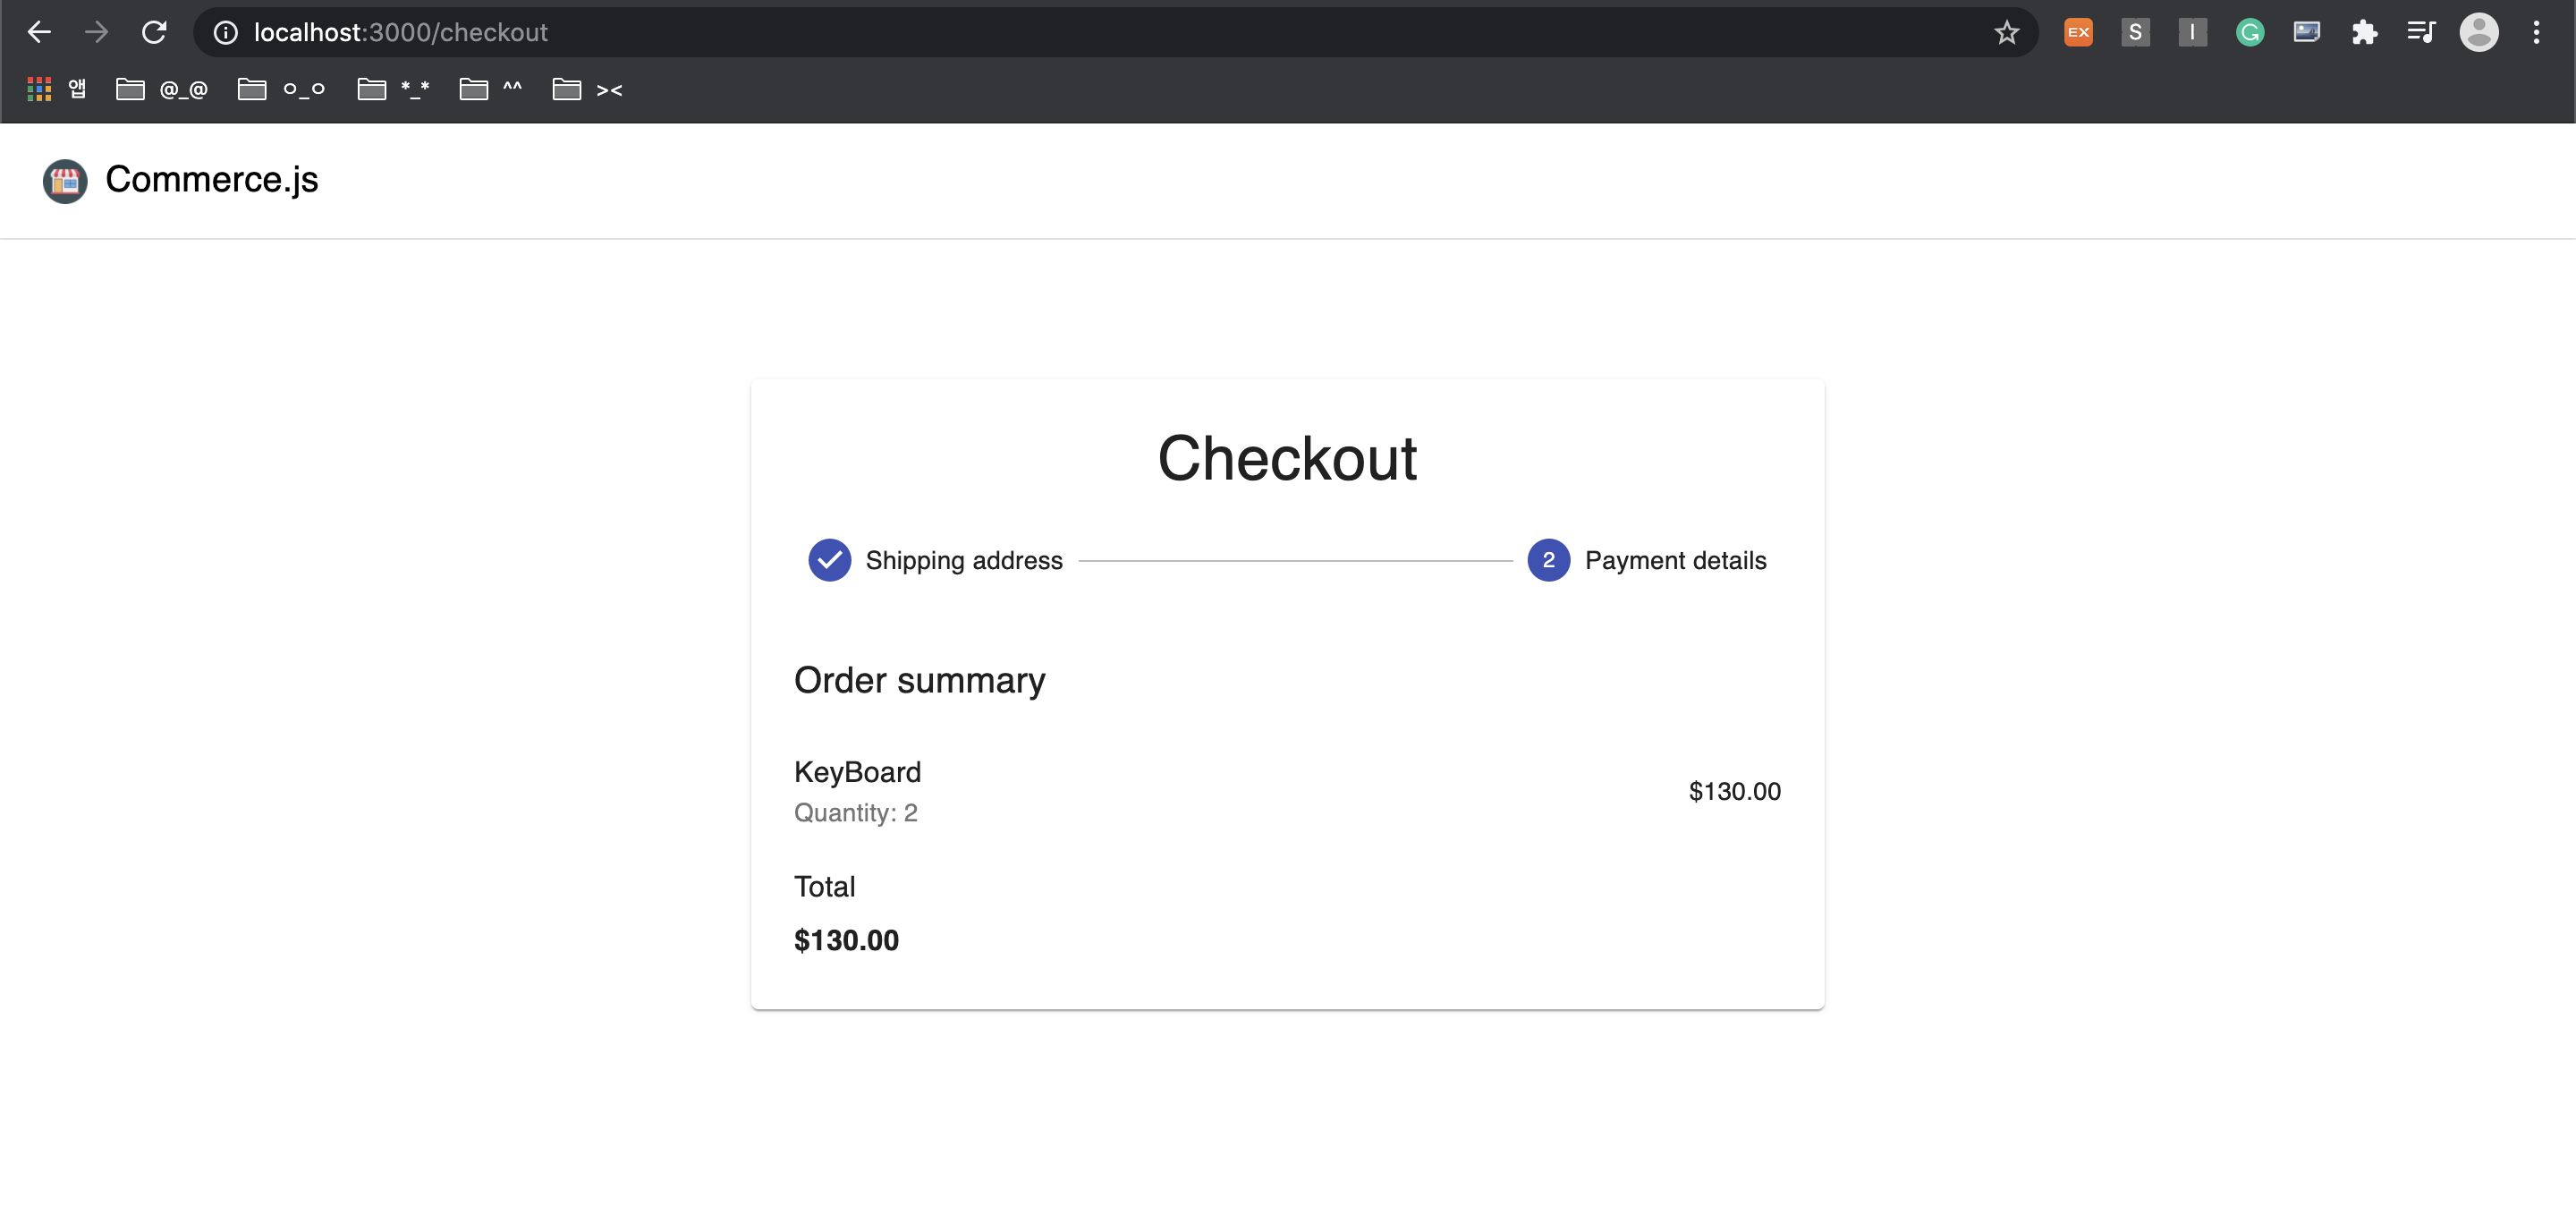 localhost:3000/checkout
EX S I G
앱 @_@ o_o *_* ^^ ><
Commerce.js
Checkout
Shipping address 2 Payment details
Order summary
KeyBoard
$130.00
Quantity: 2
Total
$130.00